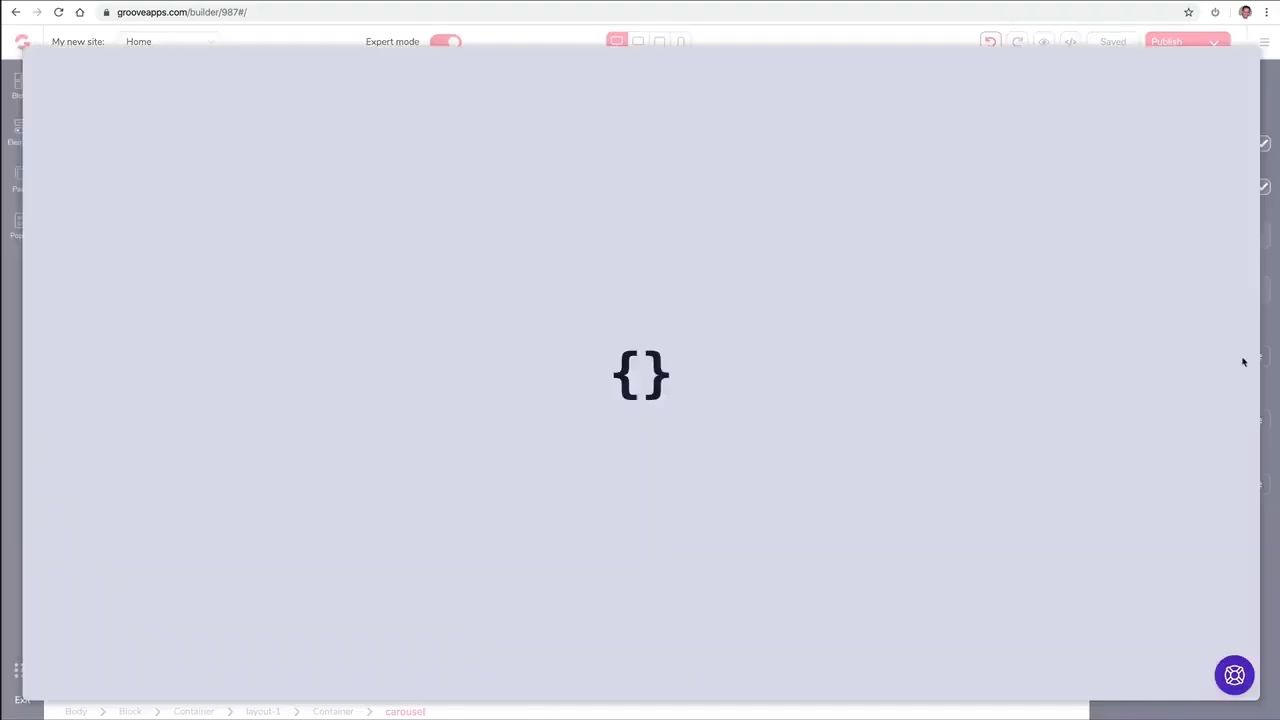 grooveapps.com/builder/987#/
My new site:
Home
Expert mode
Saved
Publish
{}
Body
Block
Container
layout-1
Container
carousel